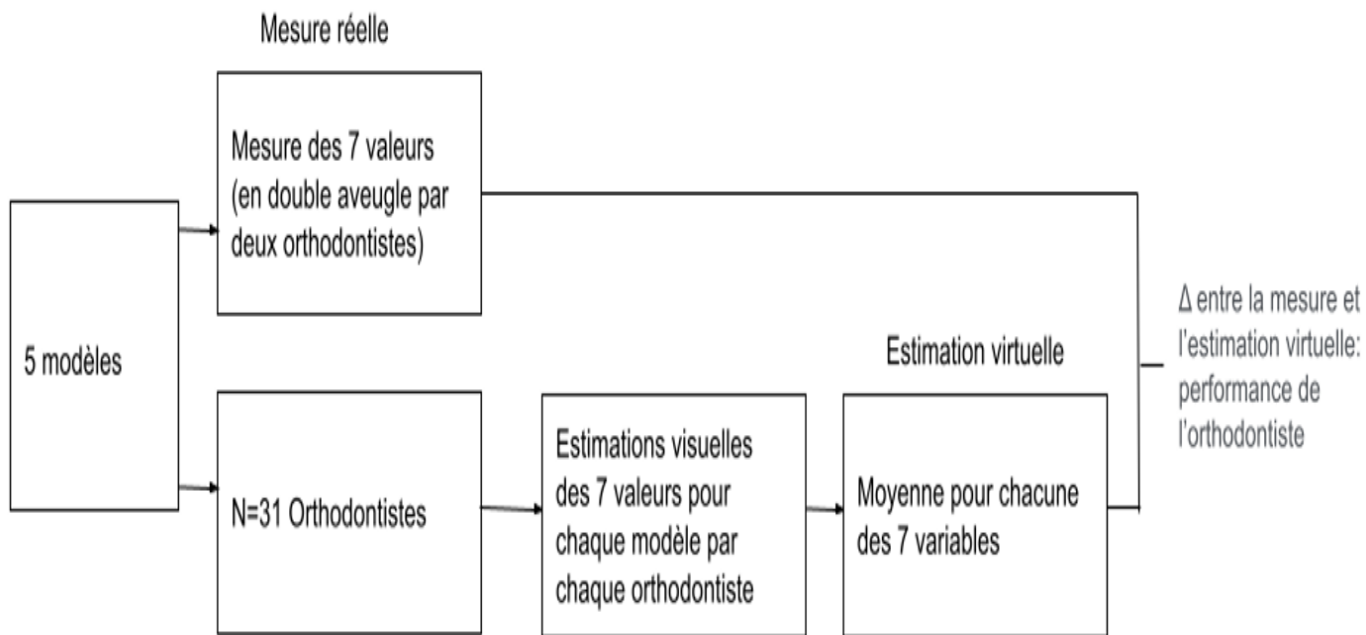 Mesure réelle
Mesure des 7 valeurs
(en double aveugle par
deux orthodontistes)
5 modèles
N=31 Orthodontistes
Estimations visuelles
des 7 valeurs pour
chaque modèle par
chaque orthodontiste
Estimation virtuelle
Moyenne pour chacune
des 7 variables
Δ entre la mesure et
l'estimation virtuelle:
performance de
l'orthodontiste